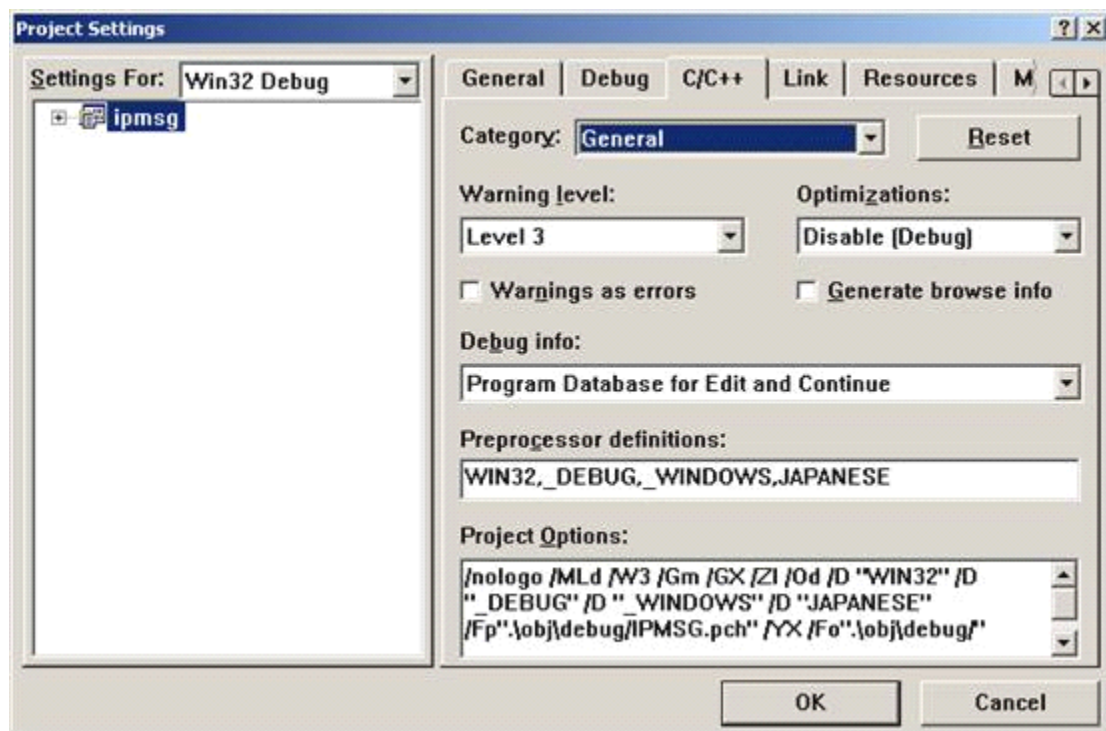 Project Settings
Settings For: Win32 Debug
ipmsg
General Debug C/C++ Link Resources M
Category: General Reset
Warning level: Optimizations:
Level 3 Disable (Debug)
Warnings as errors Generate browse info
Debug info:
Program Database for Edit and Continue
Preprocessor definitions:
WIN32,_DEBUG,_WINDOWS,JAPANESE
Project Options:
/nologo /MLd /W3 /Gm /GX /ZI /Od /D "WIN32" /D
"_DEBUG" /D "_WINDOWS" /D "JAPANESE"
/Fp".\obj\debug/IPMSG.pch" /YX /Fo".\obj\debug/"
OK Cancel